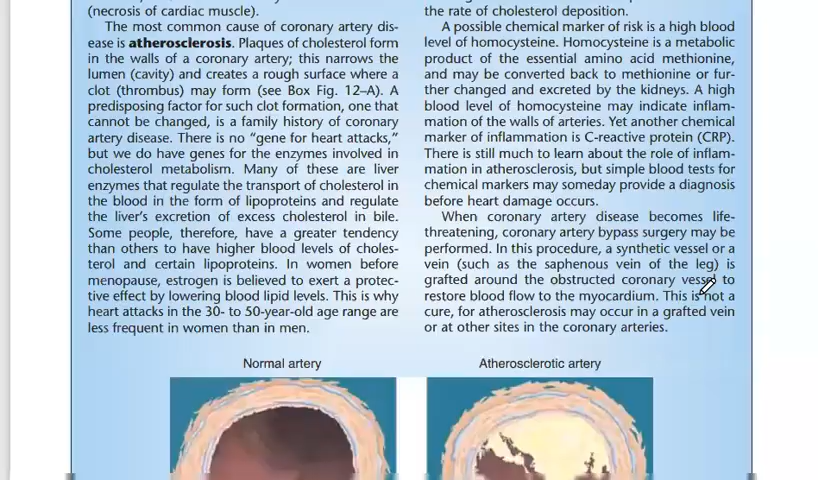 (necrosis of cardiac muscle).
The most common cause of coronary artery dis-
ease is atherosclerosis. Plaques of cholesterol form
in the walls of a coronary artery; this narrows the
lumen (cavity) and creates a rough surface where a
clot (thrombus) may form (see Box Fig. 12–A). A
predisposing factor for such clot formation, one that
cannot be changed, is a family history of coronary
artery disease. There is no “gene for heart attacks,”
but we do have genes for the enzymes involved in
cholesterol metabolism. Many of these are liver
enzymes that regulate the transport of cholesterol in
the blood in the form of lipoproteins and regulate
the liver’s excretion of excess cholesterol in bile.
Some people, therefore, have a greater tendency
than others to have higher blood levels of choles-
terol and certain lipoproteins. In women before
menopause, estrogen is believed to exert a protec-
tive effect by lowering blood lipid levels. This is why
heart attacks in the 30- to 50-year-old age range are
less frequent in women than in men.
the rate of cholesterol deposition.
A possible chemical marker of risk is a high blood
level of homocysteine. Homocysteine is a metabolic
product of the essential amino acid methionine,
and may be converted back to methionine or fur-
ther changed and excreted by the kidneys. A high
blood level of homocysteine may indicate inflam-
mation of the walls of arteries. Yet another chemical
marker of inflammation is C-reactive protein (CRP).
There is still much to learn about the role of inflam-
mation in atherosclerosis, but simple blood tests for
chemical markers may someday provide a diagnosis
before heart damage occurs.
When coronary artery disease becomes life-
threatening, coronary artery bypass surgery may be
performed. In this procedure, a synthetic vessel or a
vein (such as the saphenous vein of the leg) is
grafted around the obstructed coronary vessel to
restore blood flow to the myocardium. This is not a
cure, for atherosclerosis may occur in a grafted vein
or at other sites in the coronary arteries.
Normal artery
Atherosclerotic artery